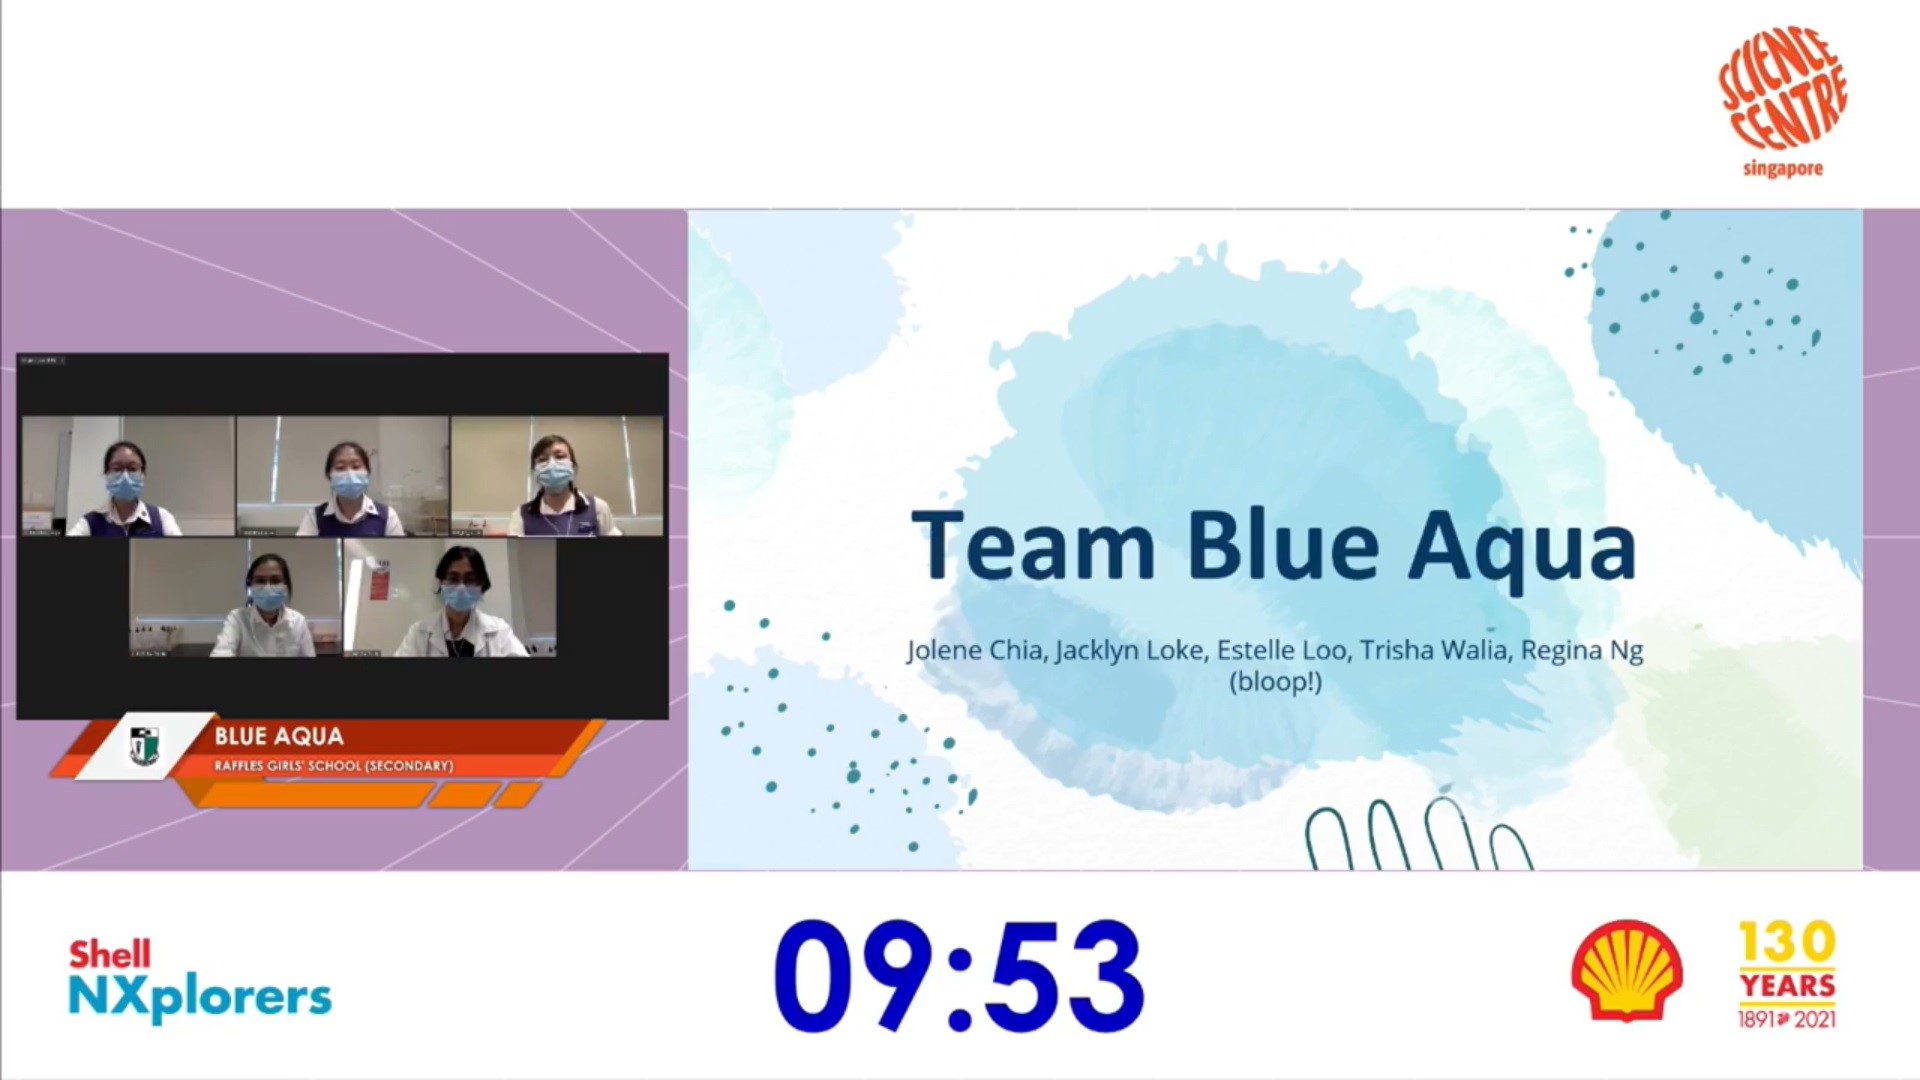 SCIENCE
CENTRE
singapore
Team Blue Aqua
Jolene Chia, Jacklyn Loke, Estelle Loo, Trisha Walia, Regina Ng
(bloop!)
BLUE AQUA
RAFFLES GIRLS' SCHOOL (SECONDARY)
Shell
NXplorers
09:53
130
YEARS
1891 2021